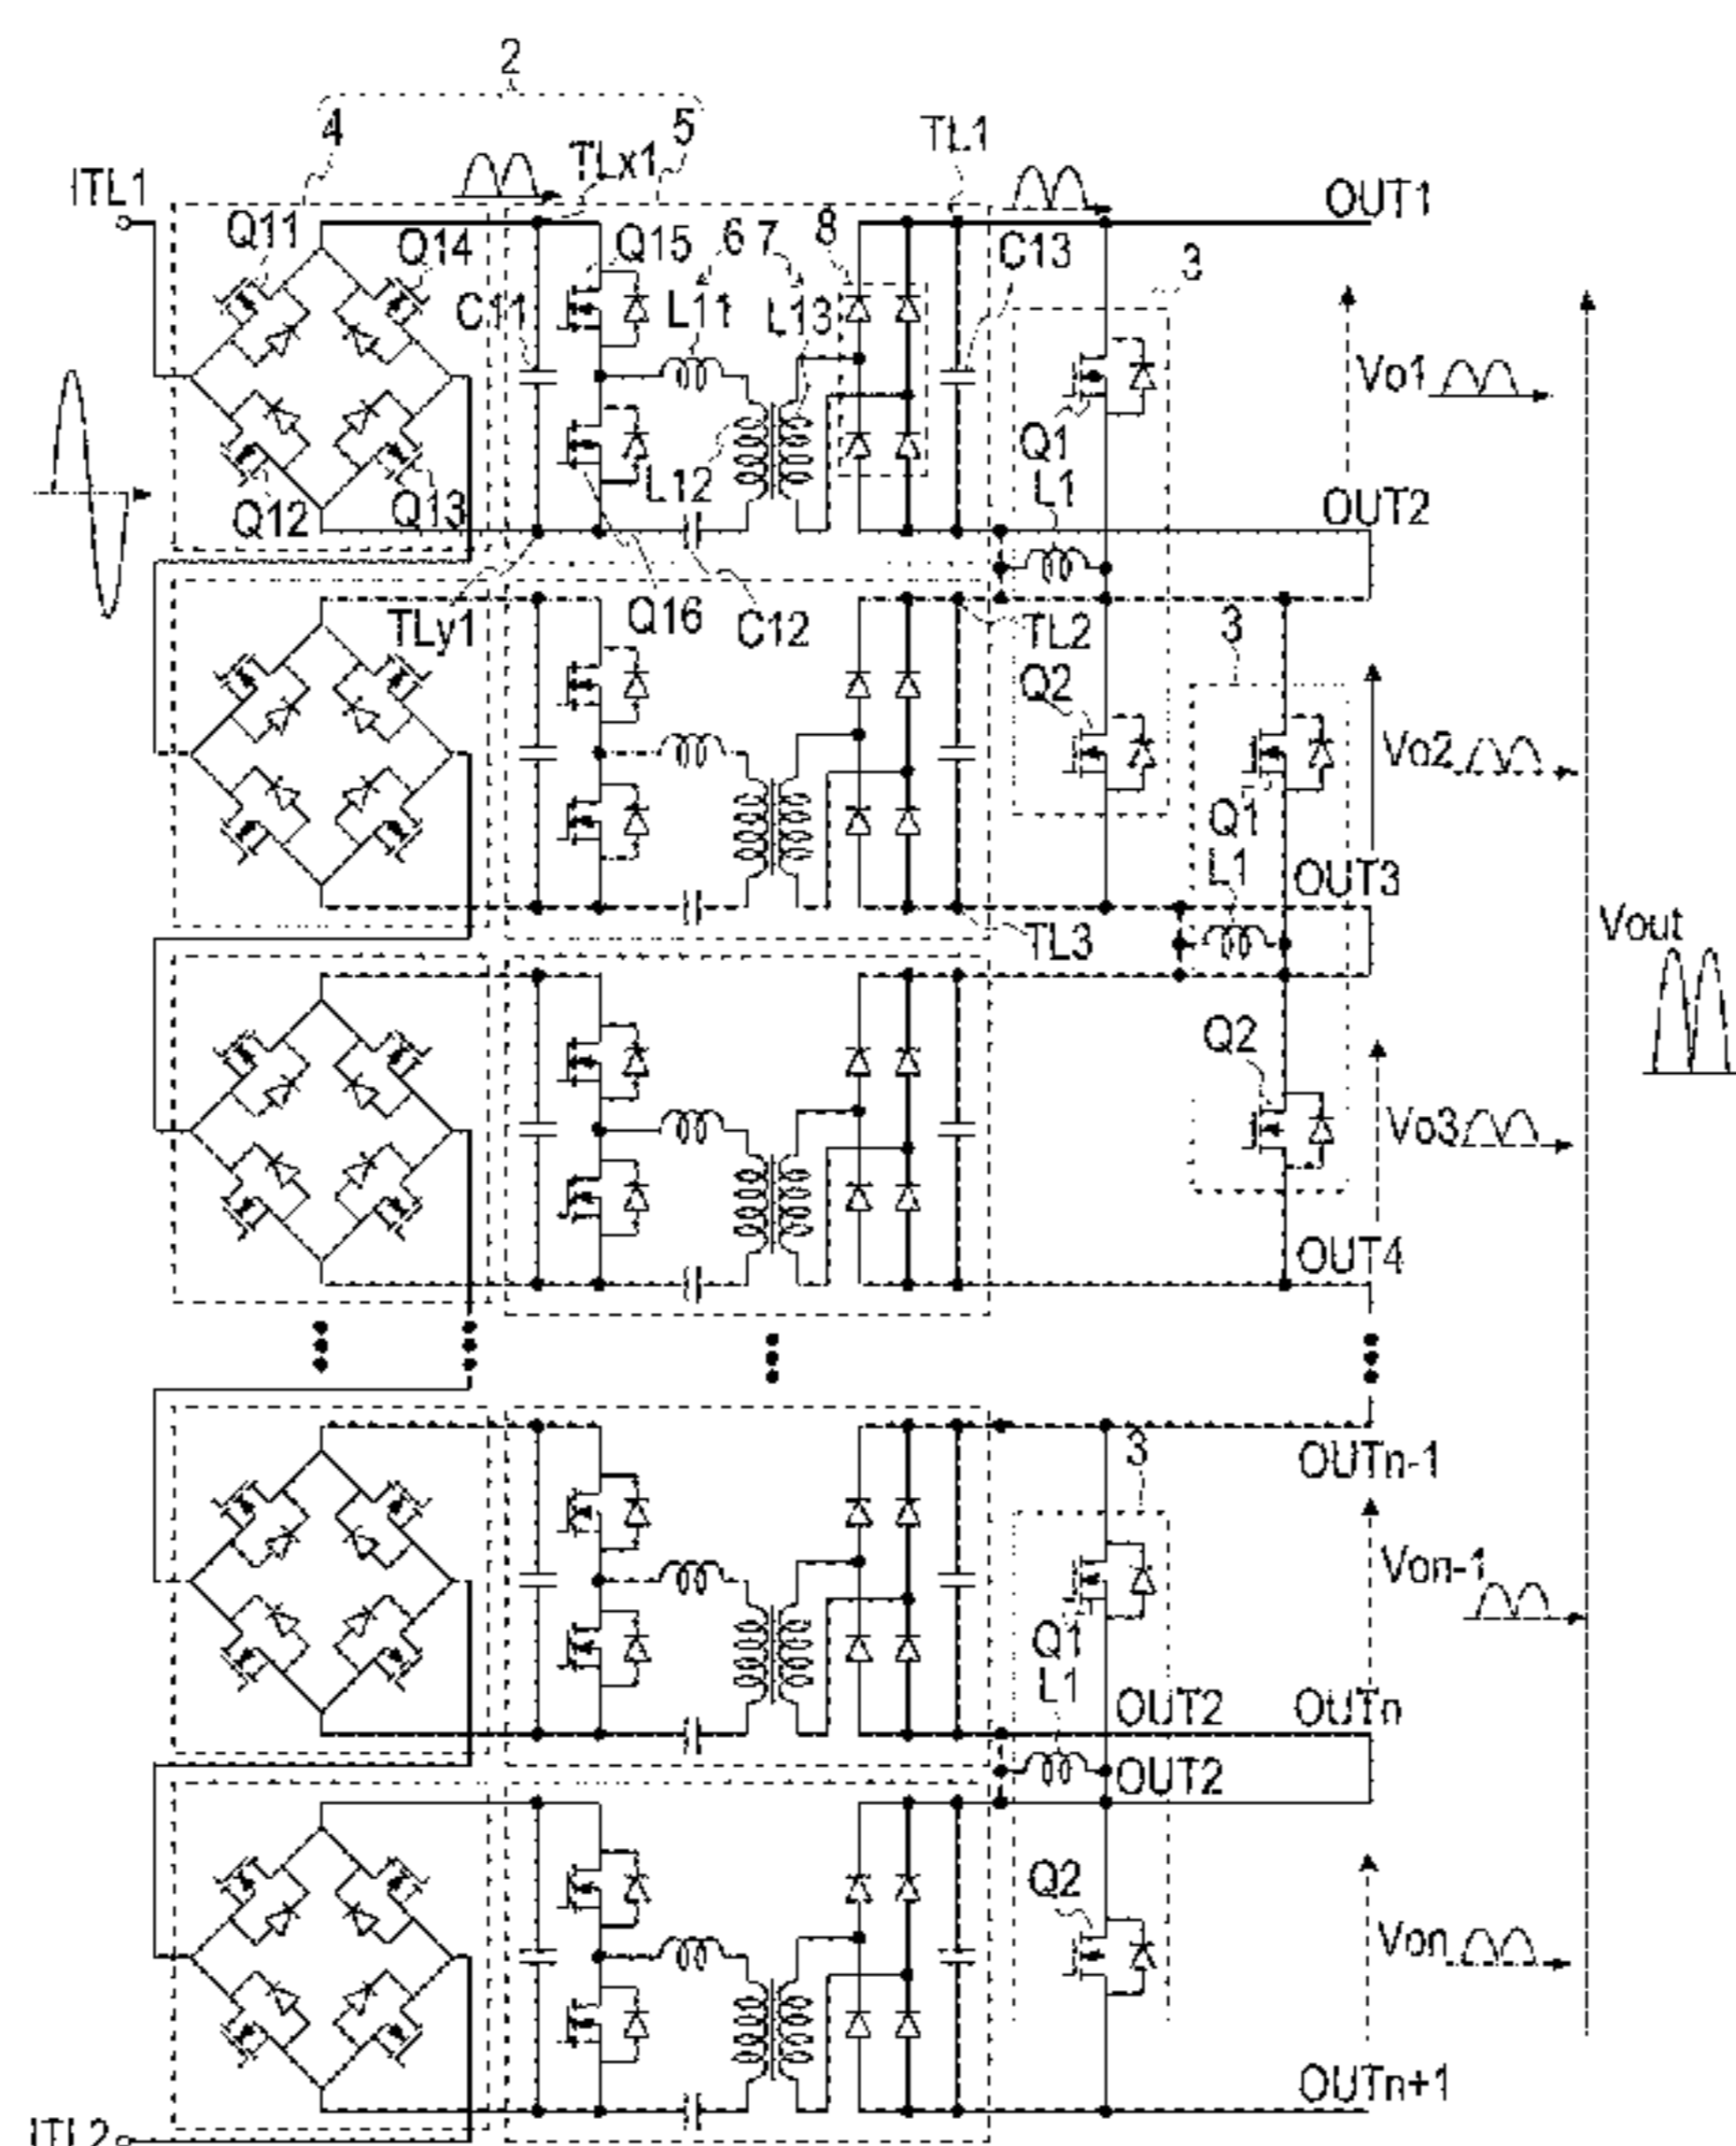 2
4 5 TL1
ITL1 TLx1 OUT1
Q11 Q14 Q15 6 7 8 C13 3
C11 L11 L13
Vo1
Q1
L1
L12
Q12 Q13 OUT2
TLy1 Q16 C12 TL2 3
Q2
Vo2
Q1
L1 OUT3
Vout
TL3
Q2
Vo3
OUT4
OUTn-1
3
Von-1
Q1
L1
OUT2 OUTn
OUT2
Q2
Von
OUTn+1
ITL2